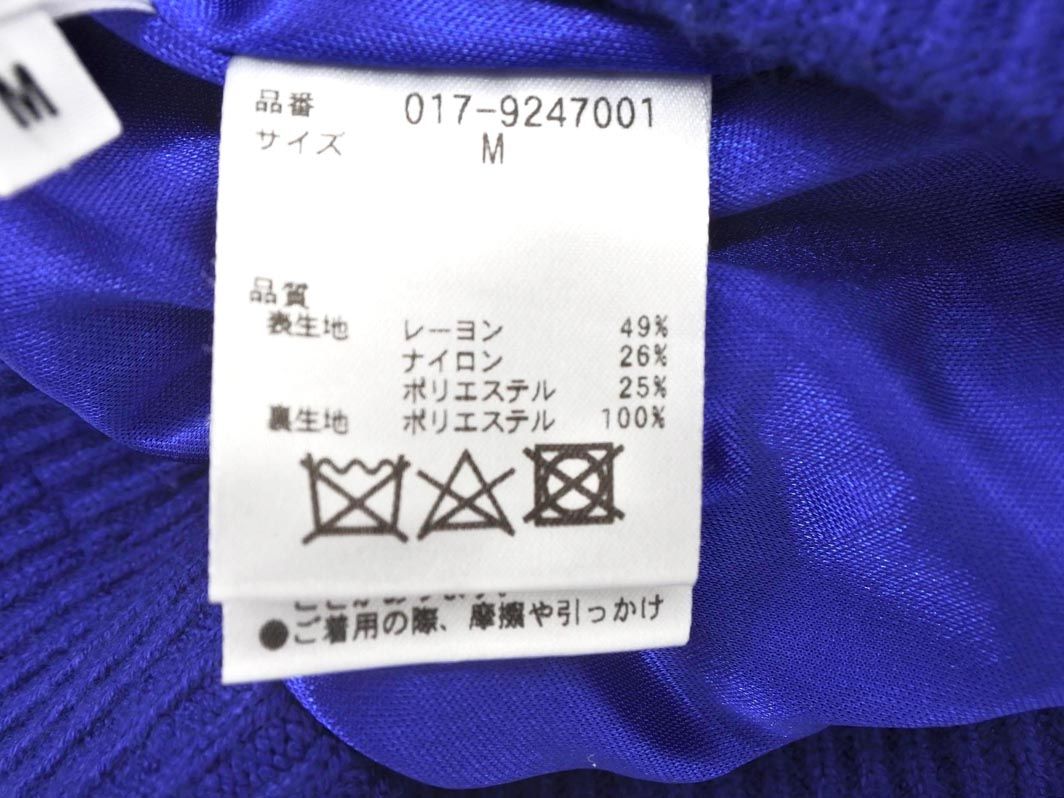 M
品番 017-9247001
サイズ M
品質
表生地 レーヨン 49%
ナイロン 26%
ポリエステル 25%
裏生地 ポリエステル 100%
●ご着用の際、摩擦や引っかけ